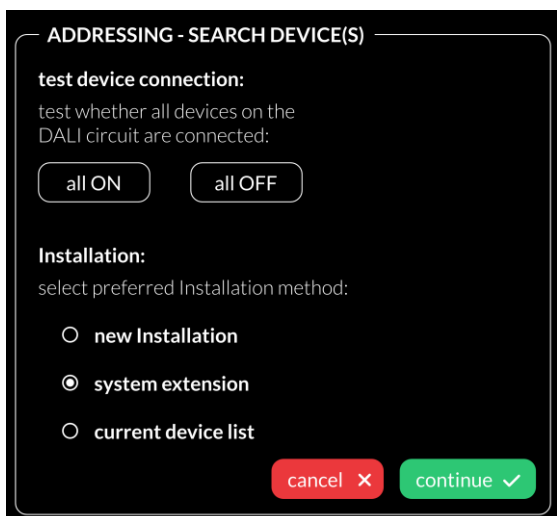 ADDRESSING - SEARCH DEVICE(S)
test device connection:
test whether all devices on the
DALI circuit are connected:
all ON
all OFF
Installation:
select preferred Installation method:
new Installation
system extension
current device list
cancel
continue